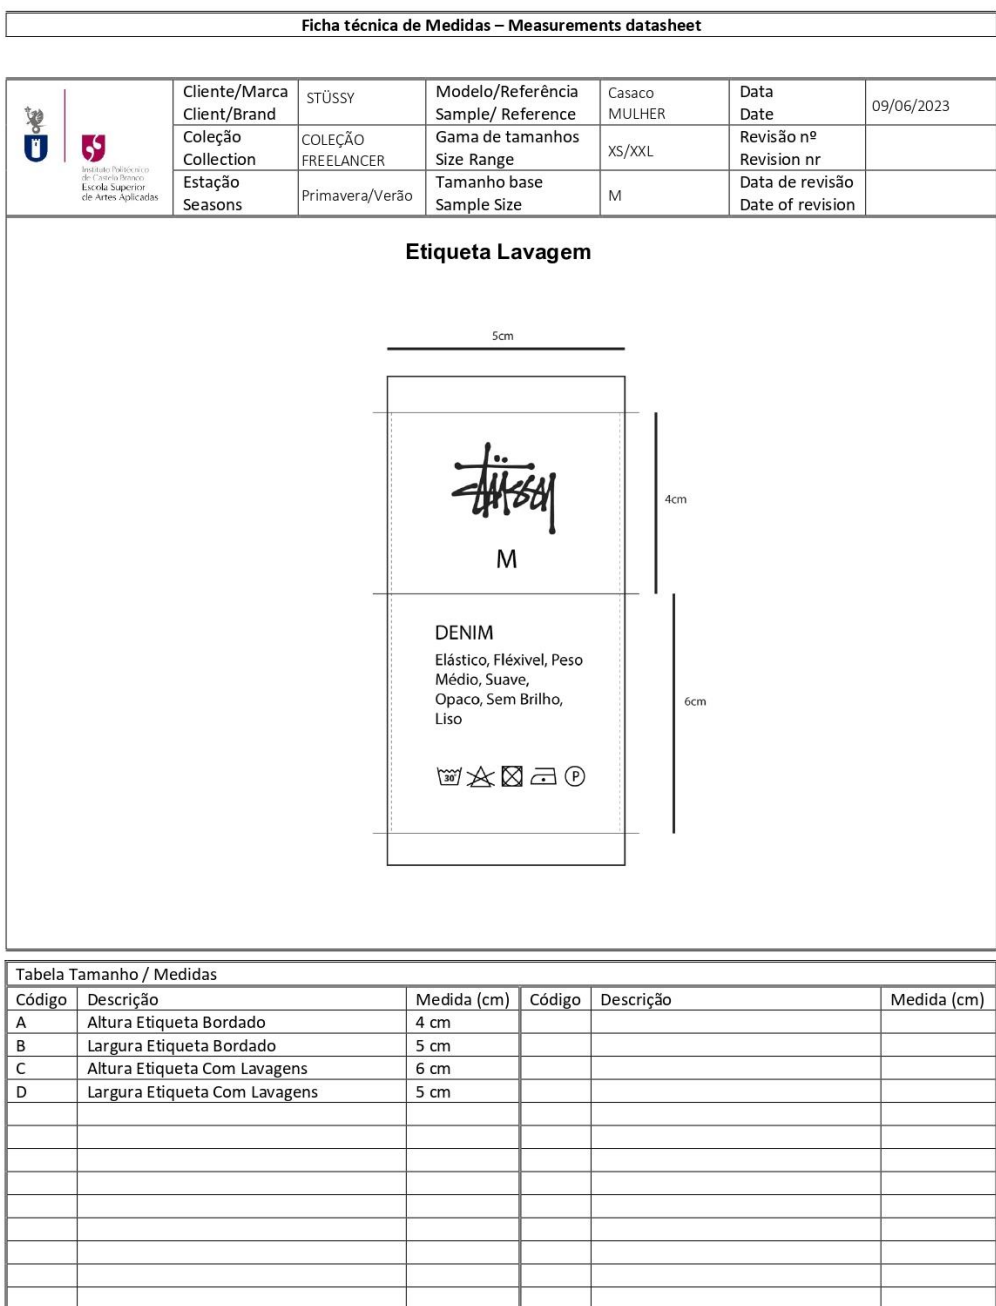 Ficha técnica de Medidas – Measurements datasheet
Cliente/Marca
Client/Brand
STÜSSY
Modelo/Referência
Sample/ Reference
Casaco
MULHER
Data
Date
09/06/2023
Instituto Politécnico
de Castelo Branco
Escola Superior
de Artes Aplicadas
Coleção
Collection
COLEÇÃO
FREELANCER
Gama de tamanhos
Size Range
XS/XXL
Revisão nº
Revision nr
Estação
Seasons
Primavera/Verão
Tamanho base
Sample Size
M
Data de revisão
Date of revision
Etiqueta Lavagem
5cm
Stüssy
4cm
M
DENIM
Elástico, Fléxivel, Peso
Médio, Suave,
Opaco, Sem Brilho,
Liso
6cm
30°
P
Tabela Tamanho / Medidas
Código Descrição Medida (cm) Código Descrição Medida (cm)
A Altura Etiqueta Bordado 4 cm
B Largura Etiqueta Bordado 5 cm
C Altura Etiqueta Com Lavagens 6 cm
D Largura Etiqueta Com Lavagens 5 cm